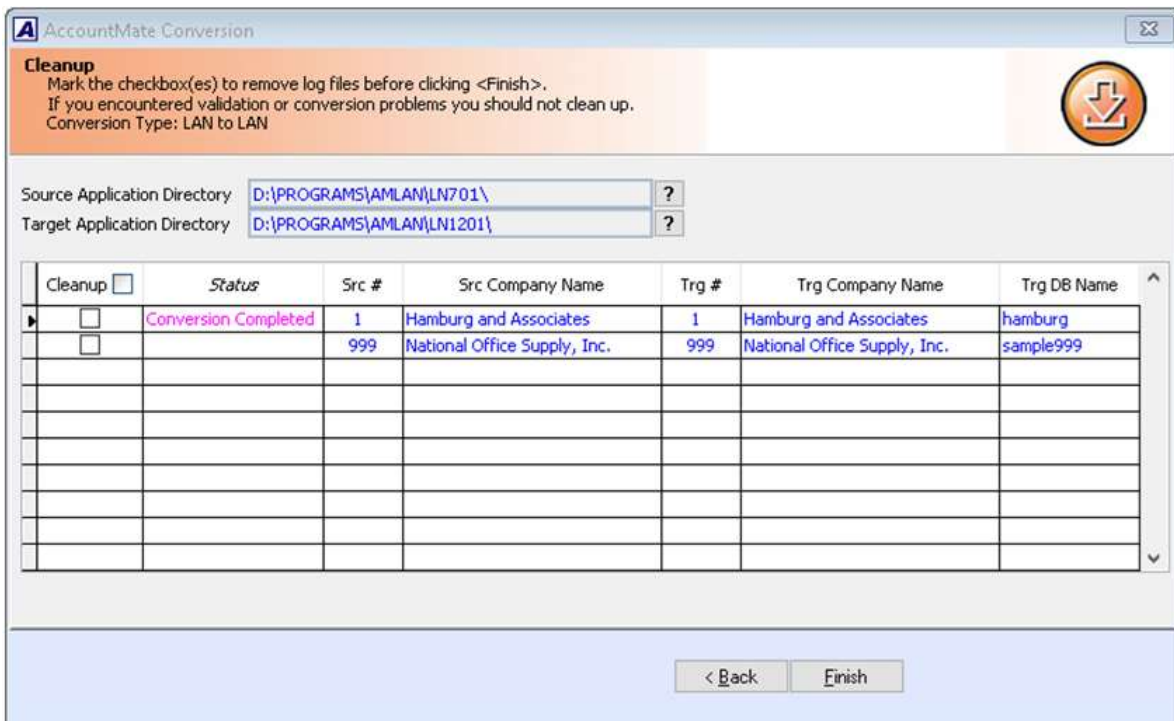 A AccountMate Conversion
Cleanup
Mark the checkbox(es) to remove log files before clicking <Finish>.
If you encountered validation or conversion problems you should not clean up.
Conversion Type: LAN to LAN
Source Application Directory D:\PROGRAMS\AMLAN\LN701\ ?
Target Application Directory D:\PROGRAMS\AMLAN\LN1201\ ?
Cleanup Status Src # Src Company Name Trg # Trg Company Name Trg DB Name
Conversion Completed 1 Hamburg and Associates 1 Hamburg and Associates hamburg
999 National Office Supply, Inc. 999 National Office Supply, Inc. sample999
< Back Finish